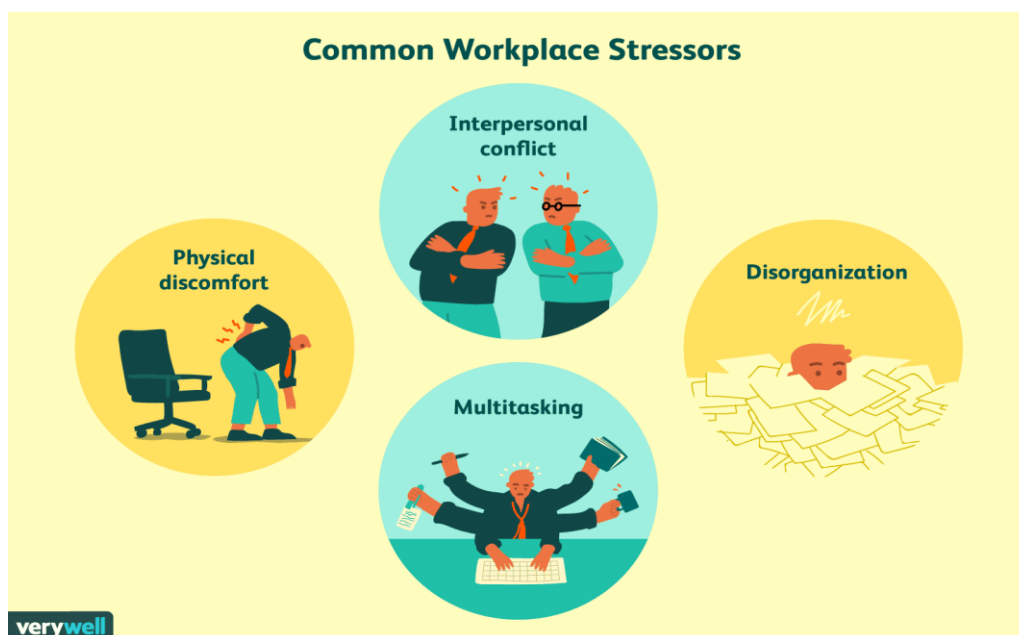 Common Workplace Stressors
Interpersonal
conflict
Physical
discomfort
Disorganization
Multitasking
verywell